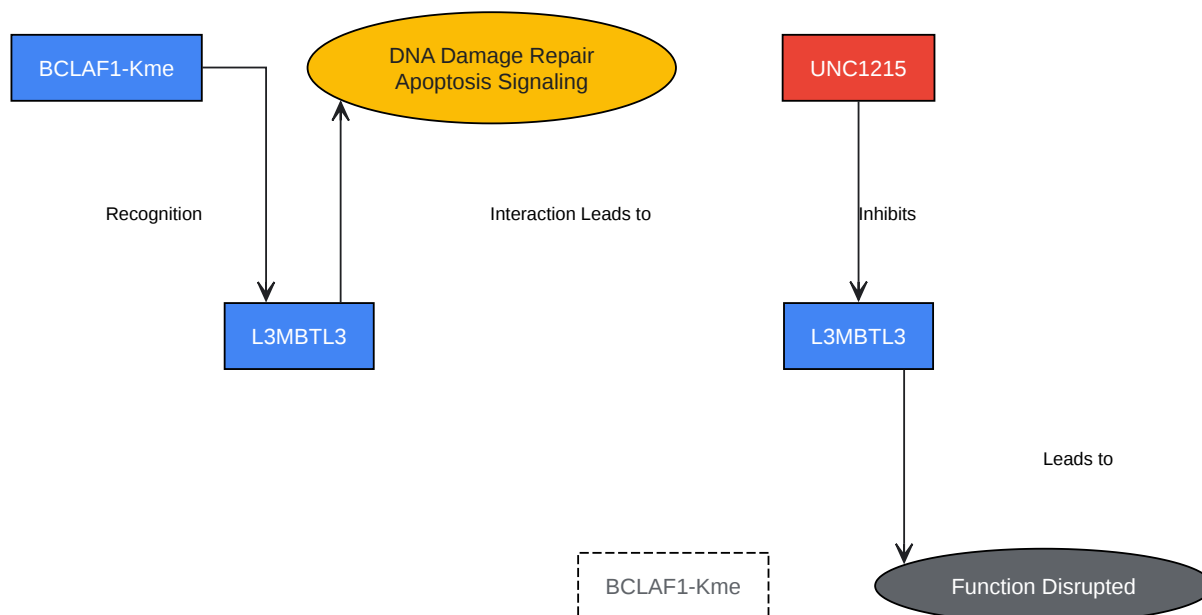 BCLAF1-Kme
DNA Damage Repair
Apoptosis Signaling
UNC1215
Recognition
Interaction Leads to
Inhibits
L3MBTL3
L3MBTL3
Leads to
BCLAF1-Kme
Function Disrupted